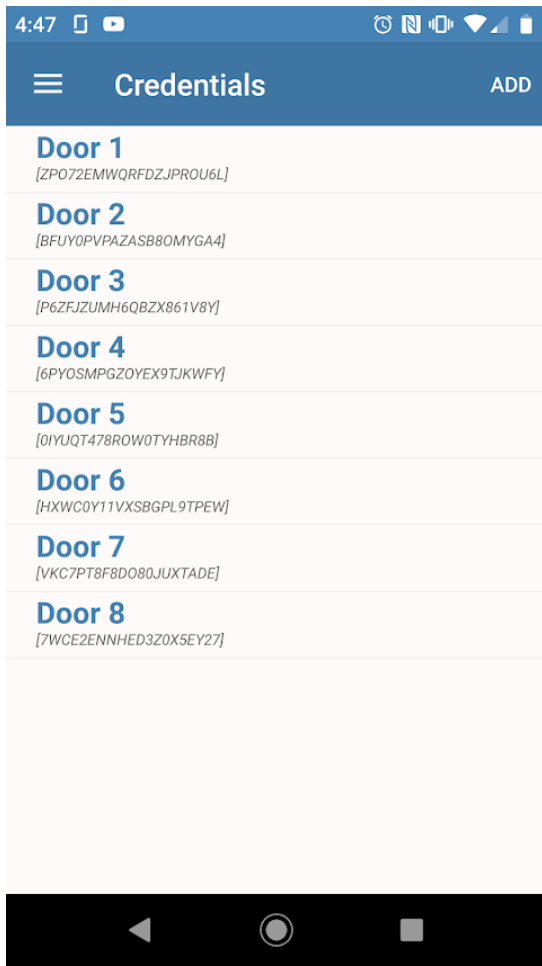 4:47
Credentials
ADD
Door 1
[ZPO72EMWQRFDZJPROU6L]
Door 2
[BFUY0PVPAZASB8OMYGA4]
Door 3
[P6ZFJZUMH6QBZX861V8Y]
Door 4
[6PYOSMPGZOYEX9TJKWFY]
Door 5
[0IYUQT478ROW0TYHBR8B]
Door 6
[HXWC0Y11VXSBGPL9TPEW]
Door 7
[VKC7PT8F8DO80JUXTADE]
Door 8
[7WCE2ENNHED3Z0X5EY27]